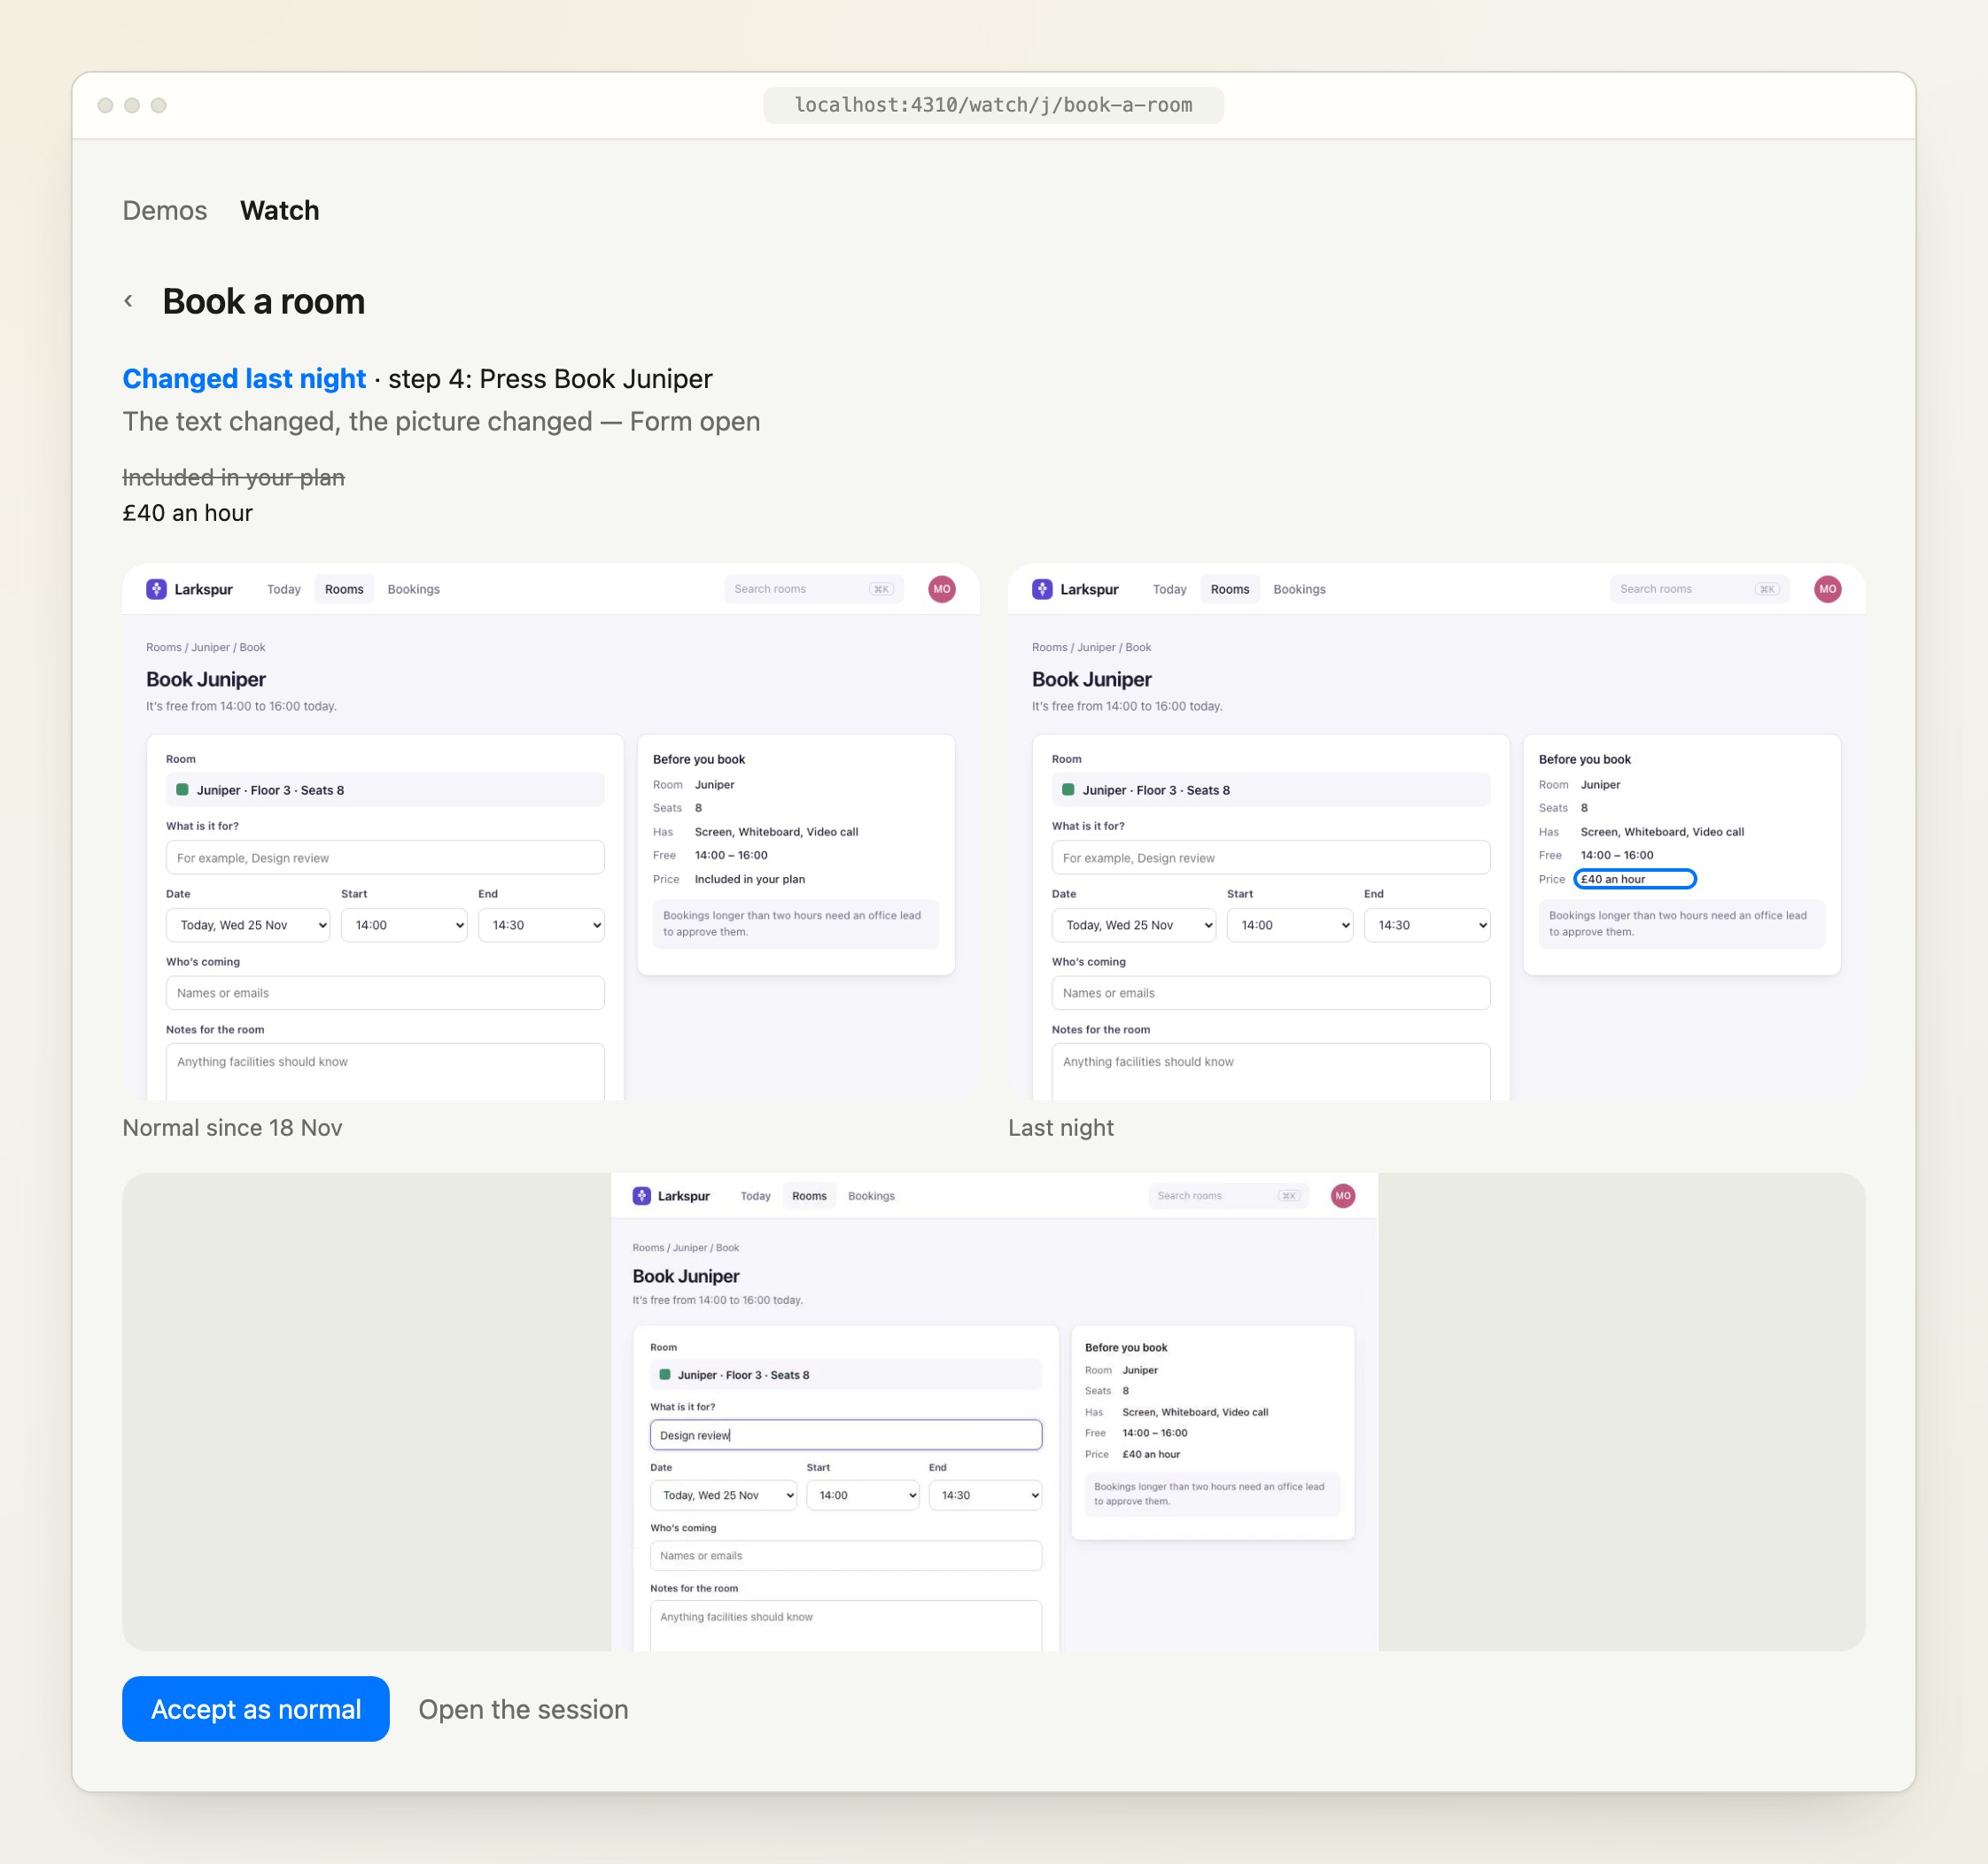 localhost:4310/watch/j/book-a-room
Demos Watch
‹ Book a room
Changed last night · step 4: Press Book Juniper
The text changed, the picture changed — Form open
Included in your plan
£40 an hour
Larkspur Today Rooms Bookings Search rooms ⌘K MO
Rooms / Juniper / Book
Book Juniper
It's free from 14:00 to 16:00 today.
Room
Juniper · Floor 3 · Seats 8
What is it for?
For example, Design review
Date Start End
Today, Wed 25 Nov 14:00 14:30
Who's coming
Names or emails
Notes for the room
Anything facilities should know
Before you book
Room Juniper
Seats 8
Has Screen, Whiteboard, Video call
Free 14:00 – 16:00
Price Included in your plan
Bookings longer than two hours need an office lead
to approve them.
Normal since 18 Nov
Larkspur Today Rooms Bookings Search rooms ⌘K MO
Rooms / Juniper / Book
Book Juniper
It's free from 14:00 to 16:00 today.
Room
Juniper · Floor 3 · Seats 8
What is it for?
For example, Design review
Date Start End
Today, Wed 25 Nov 14:00 14:30
Who's coming
Names or emails
Notes for the room
Anything facilities should know
Before you book
Room Juniper
Seats 8
Has Screen, Whiteboard, Video call
Free 14:00 – 16:00
Price £40 an hour
Bookings longer than two hours need an office lead
to approve them.
Last night
Larkspur Today Rooms Bookings Search rooms ⌘K MO
Rooms / Juniper / Book
Book Juniper
It's free from 14:00 to 16:00 today.
Room
Juniper · Floor 3 · Seats 8
What is it for?
Design review
Date Start End
Today, Wed 25 Nov 14:00 14:30
Who's coming
Names or emails
Notes for the room
Anything facilities should know
Before you book
Room Juniper
Seats 8
Has Screen, Whiteboard, Video call
Free 14:00 – 16:00
Price £40 an hour
Bookings longer than two hours need an office lead
to approve them.
Accept as normal Open the session